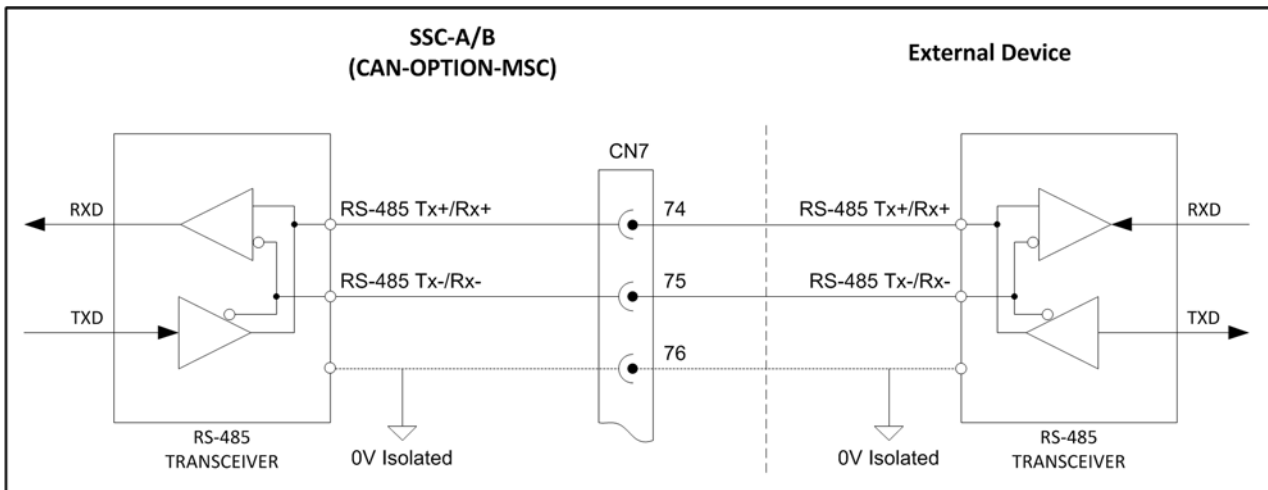 SSC-A/B
(CAN-OPTION-MSC)
External Device
CN7
RXD
RS-485 Tx+/Rx+
74
RS-485 Tx+/Rx+
RXD
RS-485 Tx-/Rx-
75
RS-485 Tx-/Rx-
TXD
TXD
76
RS-485
TRANSCEIVER
0V Isolated
0V Isolated
RS-485
TRANSCEIVER